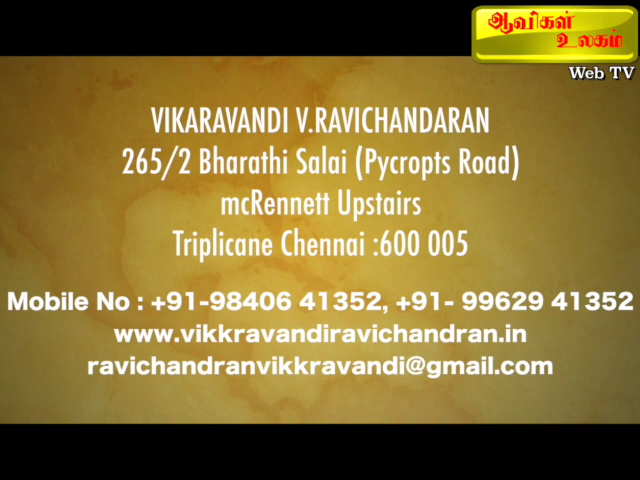 ஆவிகள்
உலகம்
Web TV
VIKARAVANDI V.RAVICHANDARAN
265/2 Bharathi Salai (Pycropts Road)
mcRennett Upstairs
Triplicane Chennai :600 005
Mobile No : +91-98406 41352, +91- 99629 41352
www.vikkravandiravichandran.in
ravichandranvikkravandi@gmail.com